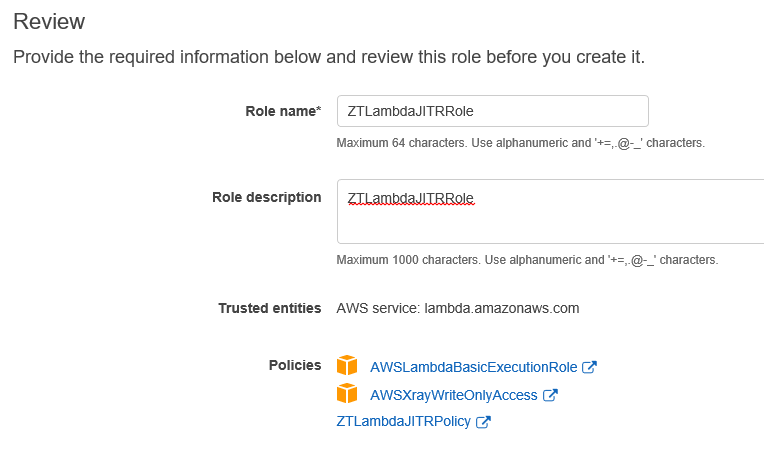 Review
Provide the required information below and review this role before you create it.
Role name* ZTLambdaJITRRole
Maximum 64 characters. Use alphanumeric and '+=,.@-_' characters.
Role description ZTLambdaJITRRole
Maximum 1000 characters. Use alphanumeric and '+=,.@-_' characters.
Trusted entities AWS service: lambda.amazonaws.com
Policies AWSLambdaBasicExecutionRole
AWSXrayWriteOnlyAccess
ZTLambdaJITRPolicy